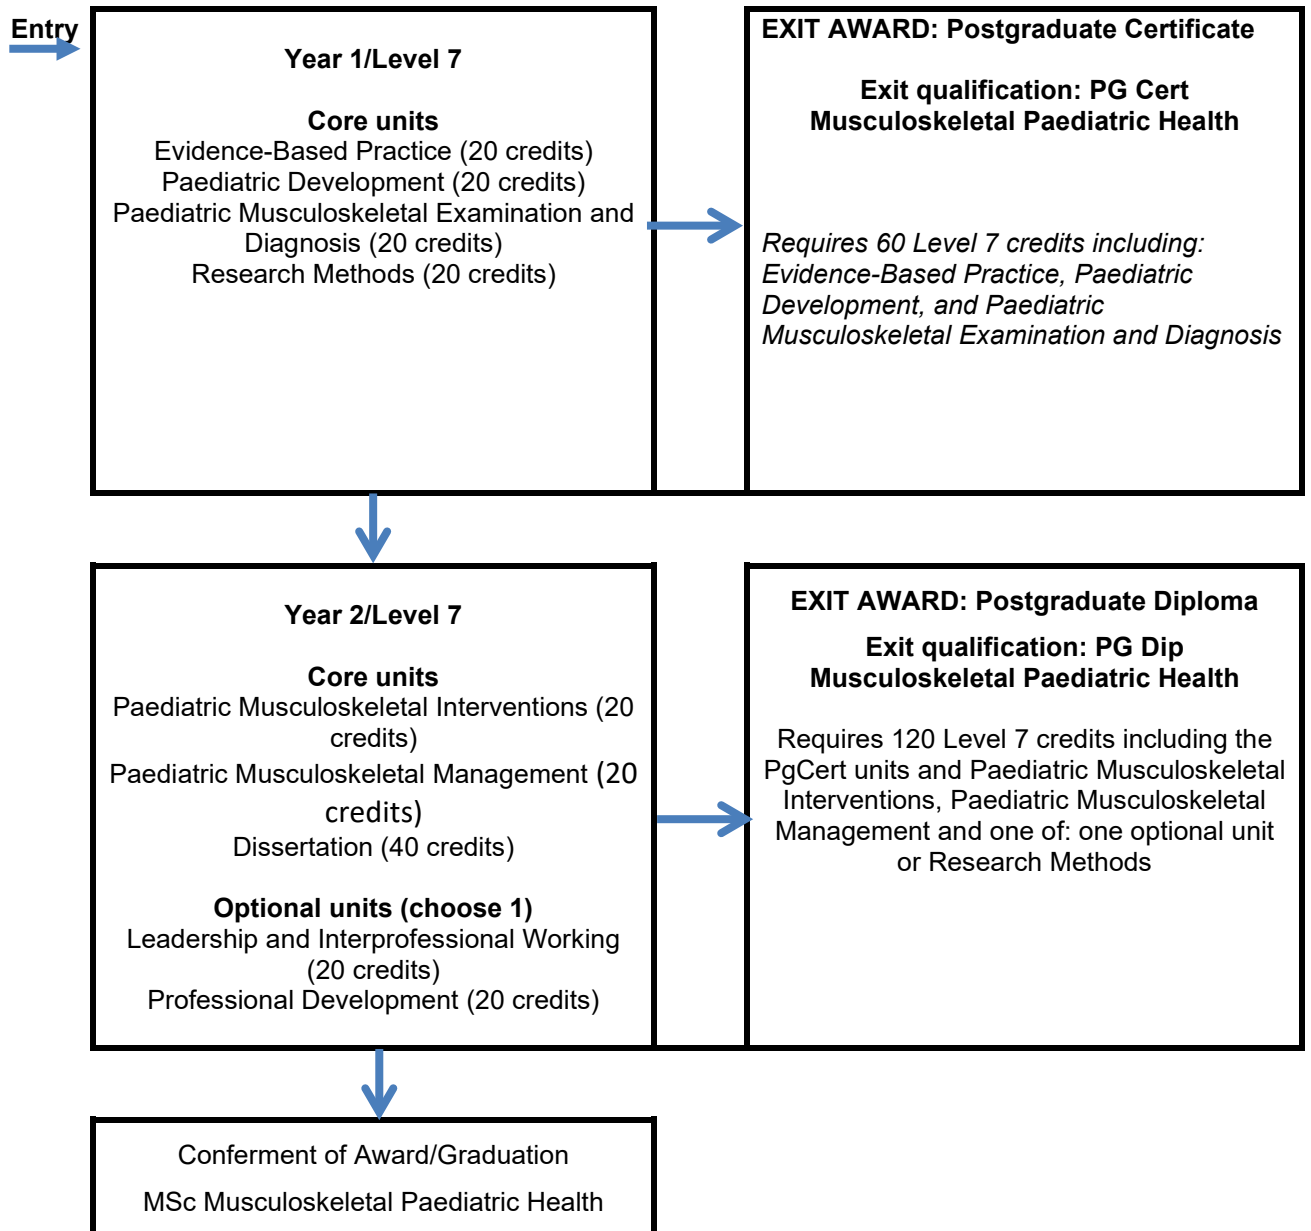 Entry
Year 1/Level 7
Core units
Evidence-Based Practice (20 credits)
Paediatric Development (20 credits)
Paediatric Musculoskeletal Examination and
Diagnosis (20 credits)
Research Methods (20 credits)
EXIT AWARD: Postgraduate Certificate
Exit qualification: PG Cert
Musculoskeletal Paediatric Health
Requires 60 Level 7 credits including:
Evidence-Based Practice, Paediatric
Development, and Paediatric
Musculoskeletal Examination and Diagnosis
Year 2/Level 7
Core units
Paediatric Musculoskeletal Interventions (20
credits)
Paediatric Musculoskeletal Management (20
credits)
Dissertation (40 credits)
Optional units (choose 1)
Leadership and Interprofessional Working
(20 credits)
Professional Development (20 credits)
EXIT AWARD: Postgraduate Diploma
Exit qualification: PG Dip
Musculoskeletal Paediatric Health
Requires 120 Level 7 credits including the
PgCert units and Paediatric Musculoskeletal
Interventions, Paediatric Musculoskeletal
Management and one of: one optional unit
or Research Methods
Conferment of Award/Graduation
MSc Musculoskeletal Paediatric Health